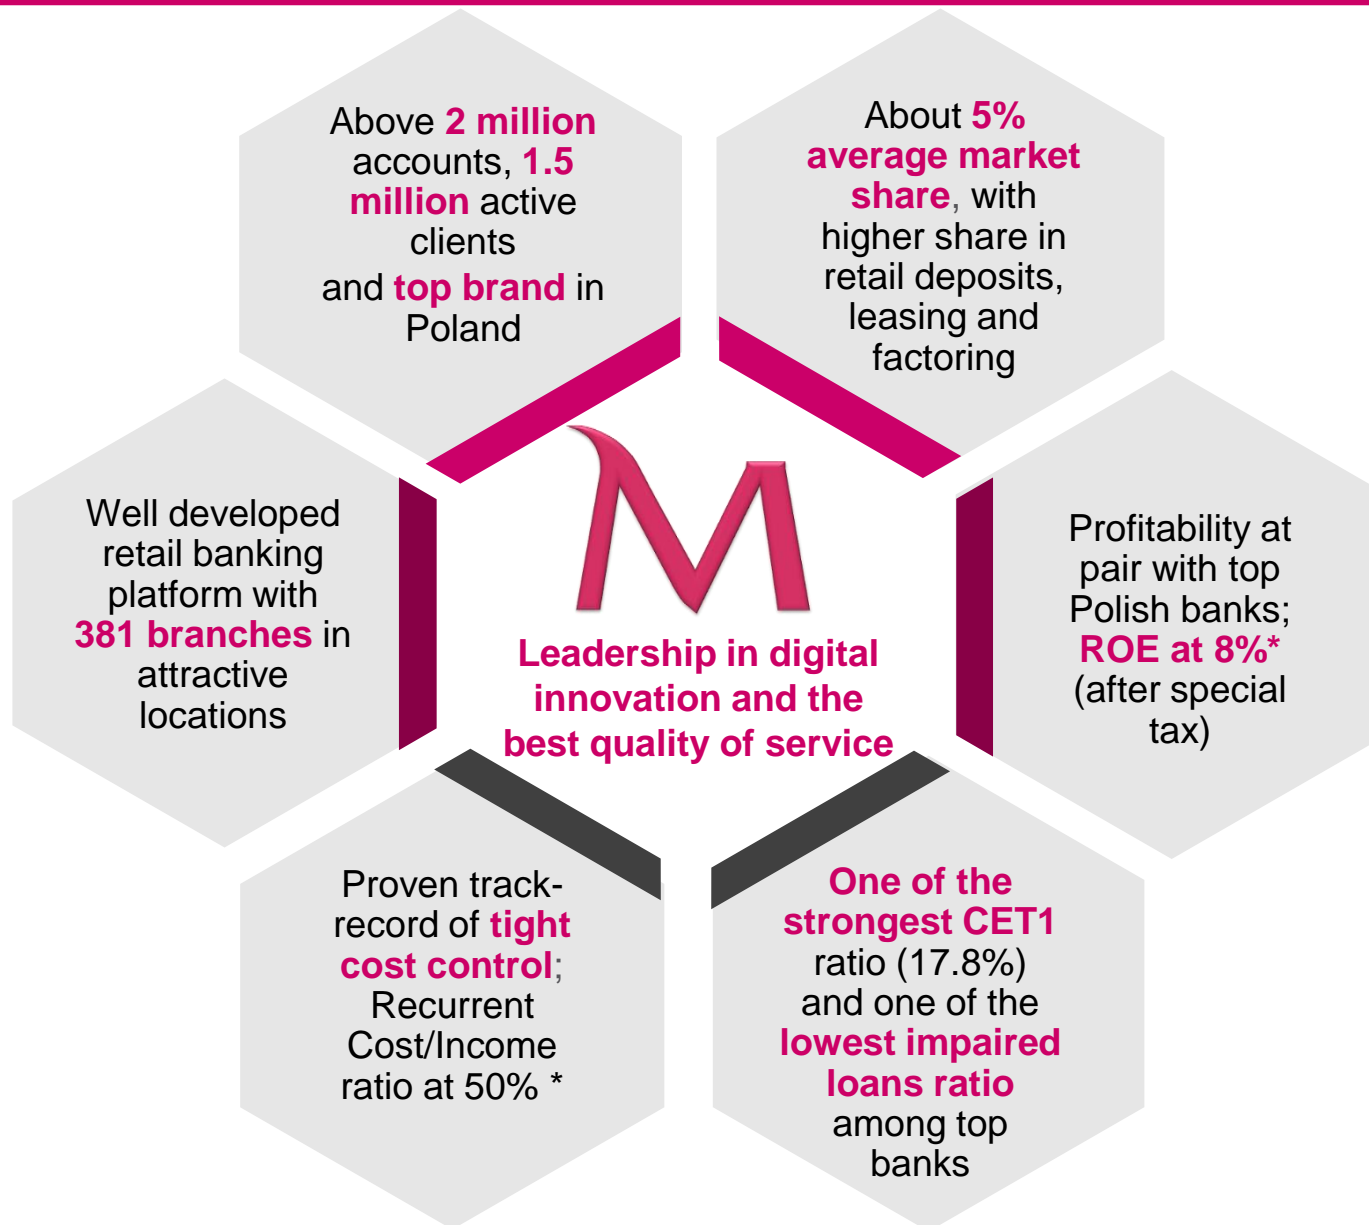 Above 2 million
accounts, 1.5
million active
clients
and top brand in
Poland
About 5%
average market
share, with
higher share in
retail deposits,
leasing and
factoring
Well developed
retail banking
platform with
381 branches in
attractive
locations
M
Leadership in digital
innovation and the
best quality of service
Profitability at
pair with top
Polish banks;
ROE at 8%*
(after special
tax)
Proven track-
record of tight
cost control;
Recurrent
Cost/Income
ratio at 50% *
One of the
strongest CET1
ratio (17.8%)
and one of the
lowest impaired
loans ratio
among top
banks